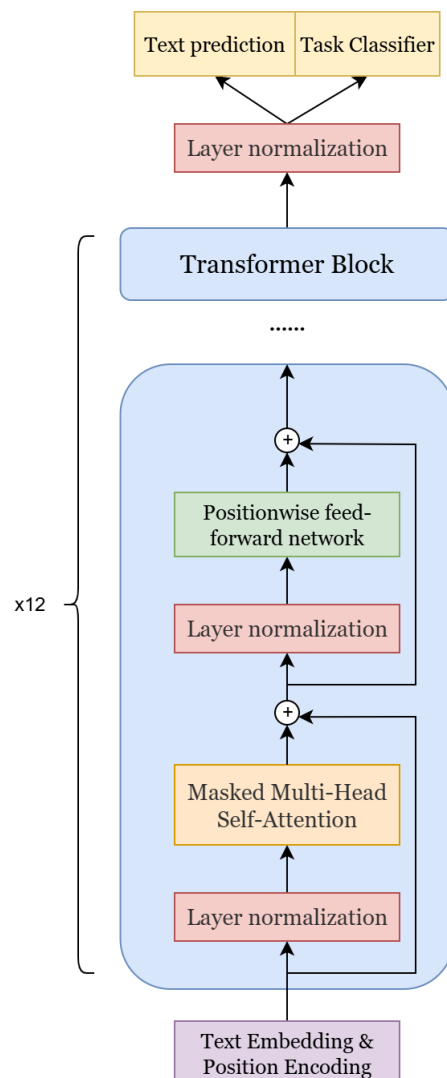 Text prediction
Task Classifier
Layer normalization
Transformer Block
......
+
Positionwise feed-
forward network
x12
Layer normalization
+
Masked Multi-Head
Self-Attention
Layer normalization
Text Embedding &
Position Encoding